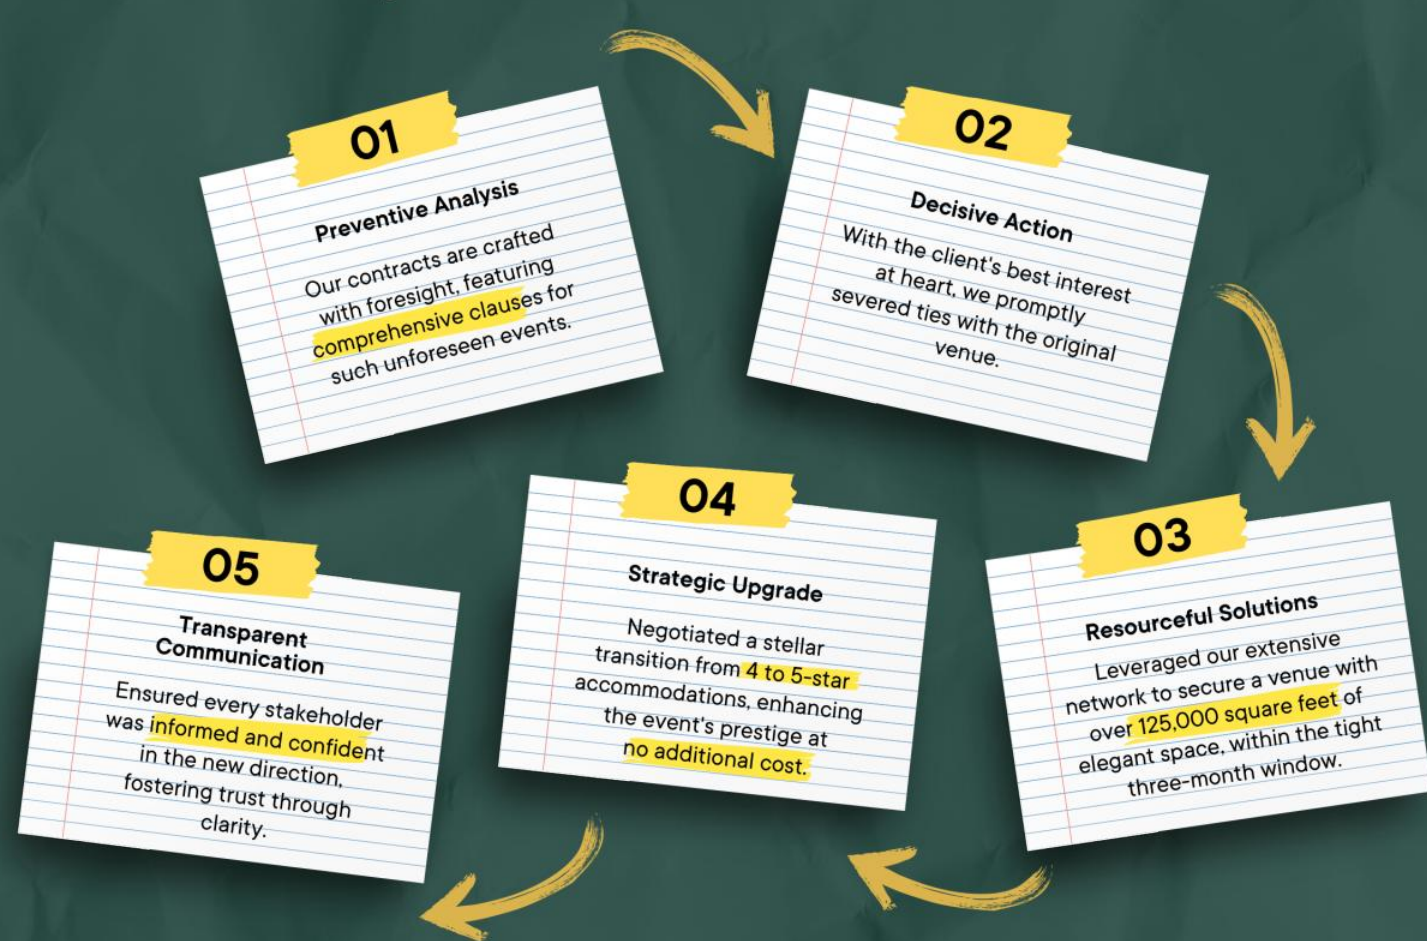 01
Preventive Analysis
Our contracts are crafted
with foresight, featuring
comprehensive clauses for
such unforeseen events.
02
Decisive Action
With the client's best interest
at heart, we promptly
severed ties with the original
venue.
03
Resourceful Solutions
Leveraged our extensive
network to secure a venue with
over 125,000 square feet of
elegant space, within the tight
three-month window.
04
Strategic Upgrade
Negotiated a stellar
transition from 4 to 5-star
accommodations, enhancing
the event's prestige at
no additional cost.
05
Transparent
Communication
Ensured every stakeholder
was informed and confident
in the new direction,
fostering trust through
clarity.